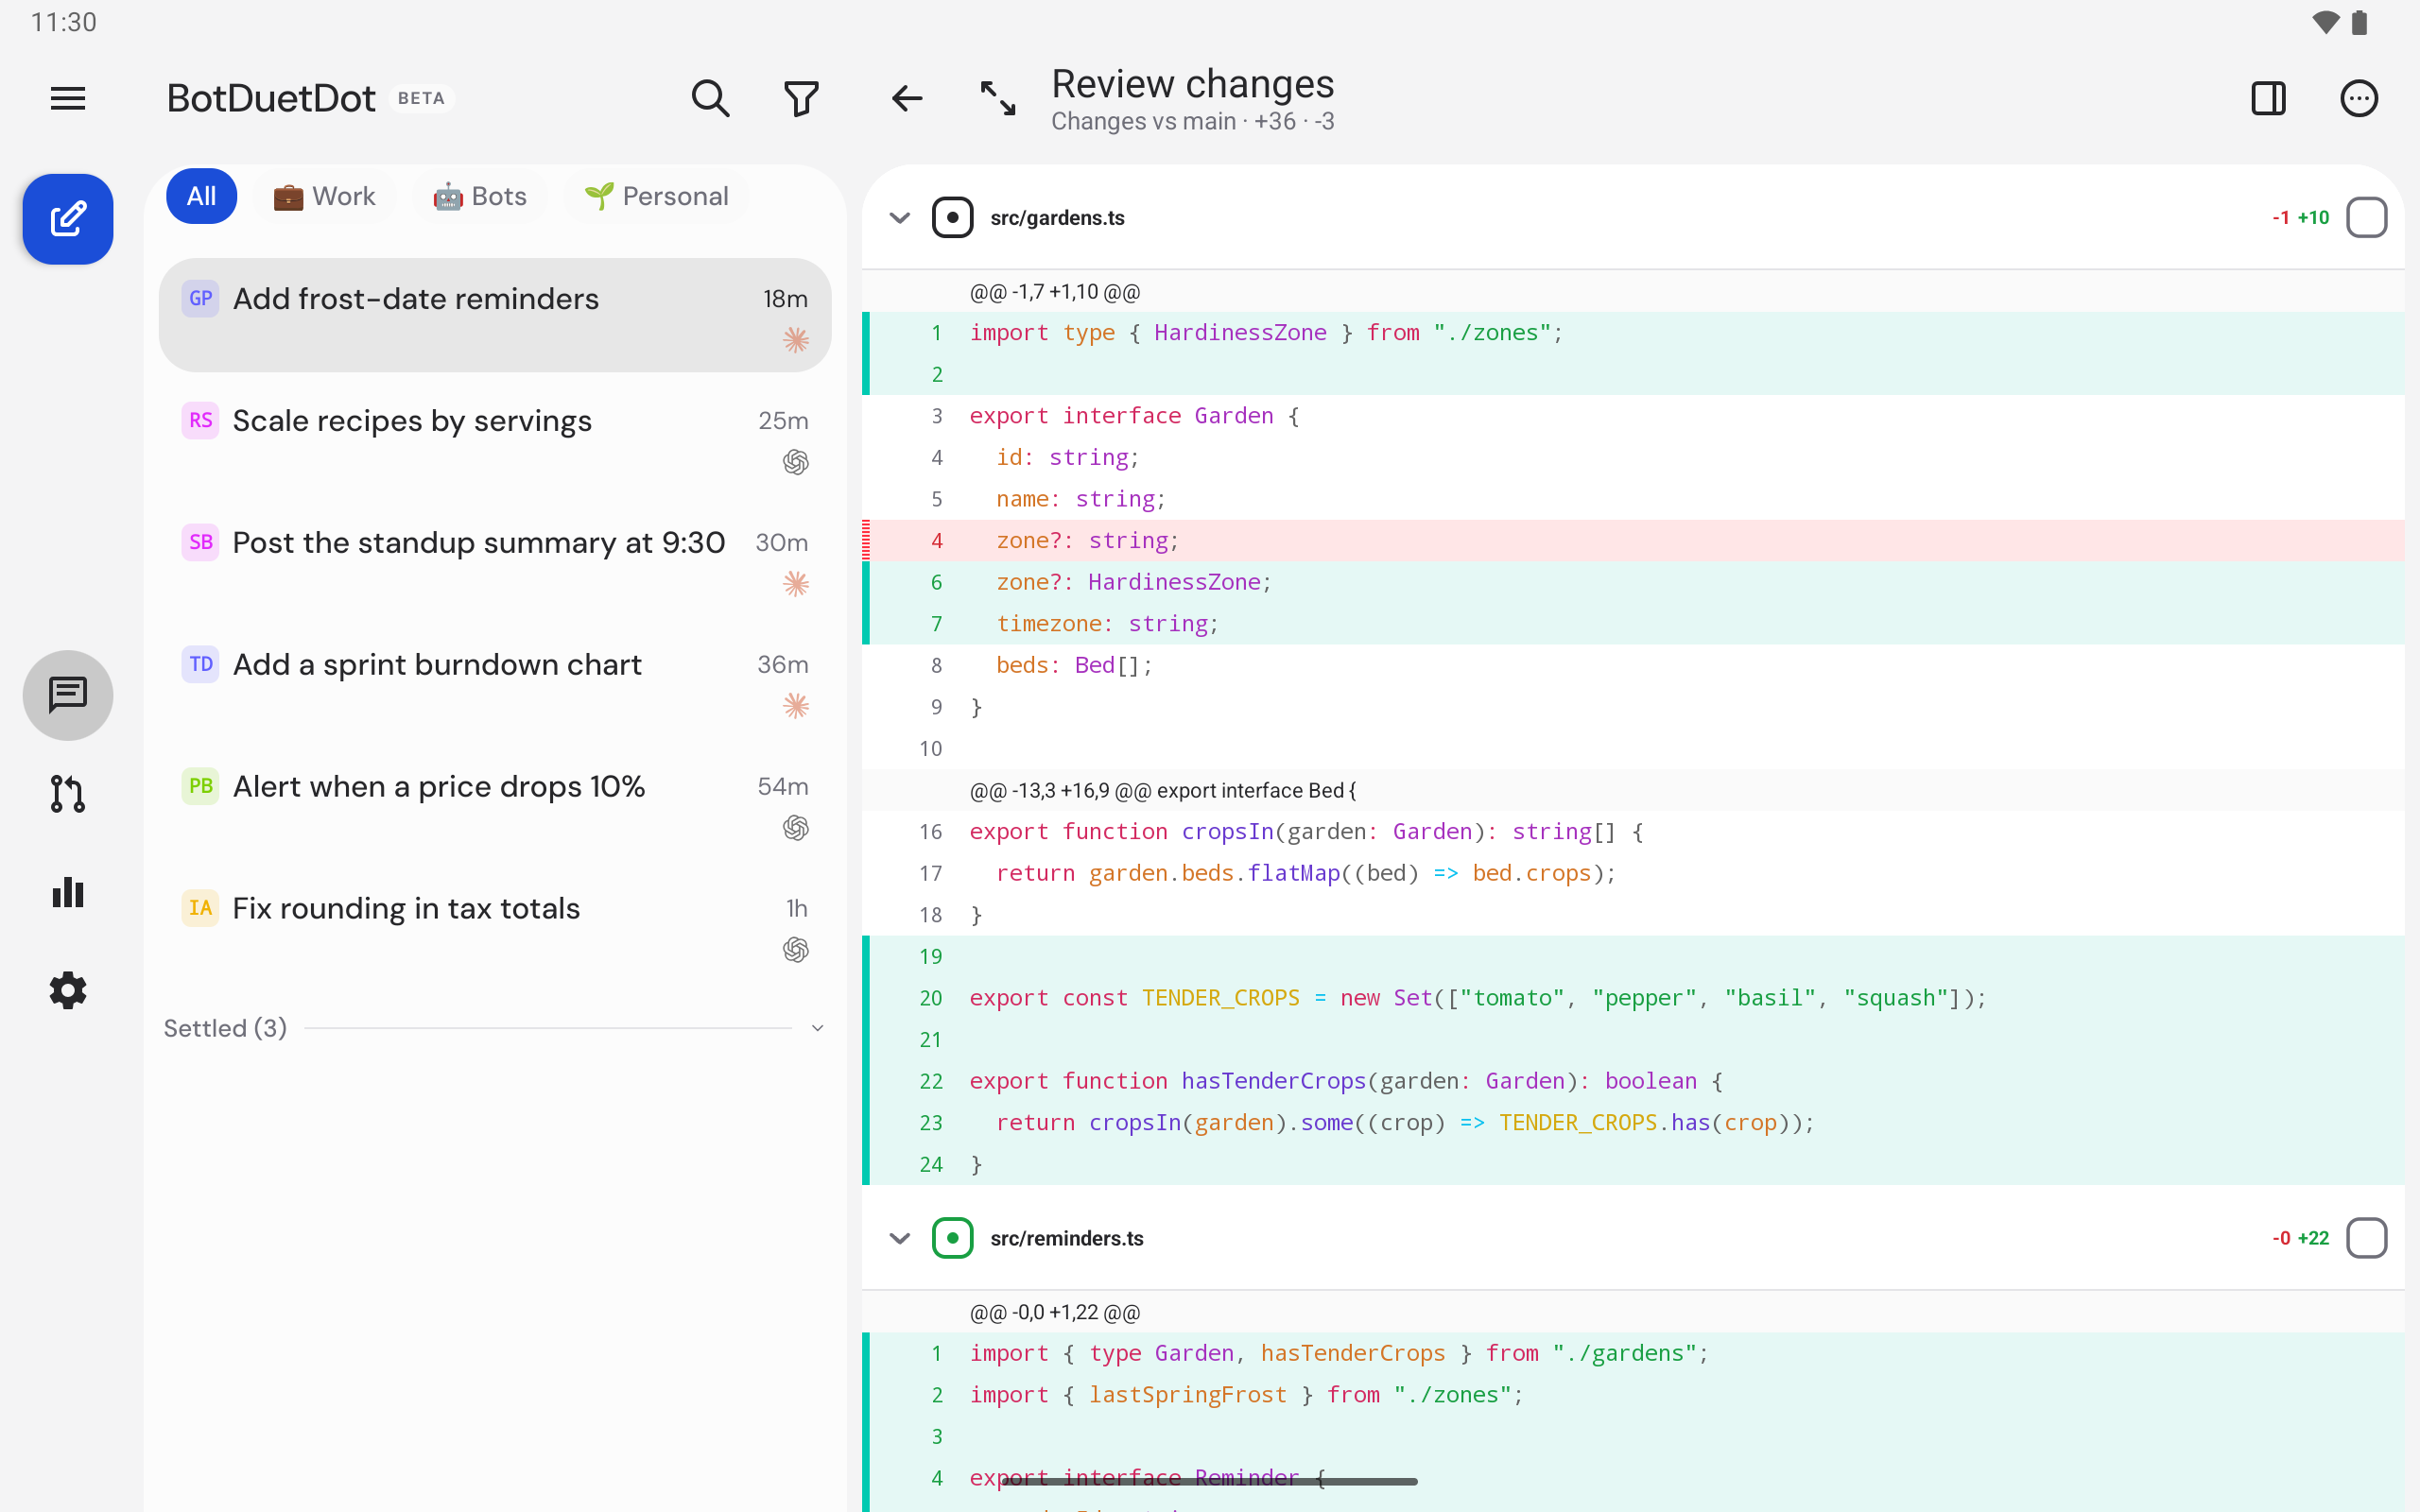 11:30
BotDuetDot BETA
All
💼 Work
🤖 Bots
🌱 Personal
GP Add frost-date reminders 18m
RS Scale recipes by servings 25m
SB Post the standup summary at 9:30 30m
TD Add a sprint burndown chart 36m
PB Alert when a price drops 10% 54m
IA Fix rounding in tax totals 1h
Settled (3)
Review changes
Changes vs main · +36 · -3
src/gardens.ts -1 +10
@@ -1,7 +1,10 @@
1 import type { HardinessZone } from "./zones";
2
3 export interface Garden {
4   id: string;
5   name: string;
4   zone?: string;
6   zone?: HardinessZone;
7   timezone: string;
8   beds: Bed[];
9 }
10
@@ -13,3 +16,9 @@ export interface Bed {
16 export function cropsIn(garden: Garden): string[] {
17   return garden.beds.flatMap((bed) => bed.crops);
18 }
19
20 export const TENDER_CROPS = new Set(["tomato", "pepper", "basil", "squash"]);
21
22 export function hasTenderCrops(garden: Garden): boolean {
23   return cropsIn(garden).some((crop) => TENDER_CROPS.has(crop));
24 }
src/reminders.ts -0 +22
@@ -0,0 +1,22 @@
1 import { type Garden, hasTenderCrops } from "./gardens";
2 import { lastSpringFrost } from "./zones";
3
4 export interface Reminder {